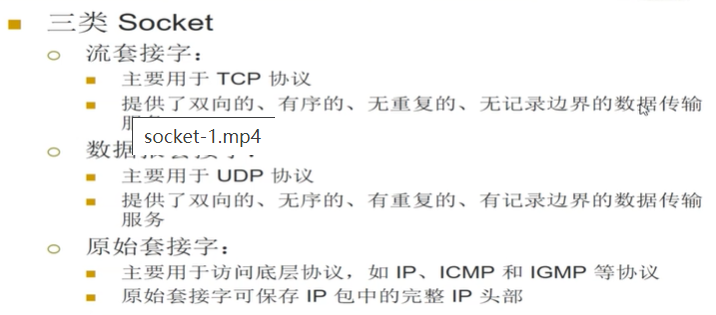 三类 Socket
流套接字：
主要用于 TCP 协议
提供了双向的、有序的、无重复的、无记录边界的数据传输
服务
socket-1.mp4
数据报套接字：
主要用于 UDP 协议
提供了双向的、无序的、有重复的、有记录边界的数据传输
服务
原始套接字：
主要用于访问底层协议，如 IP、ICMP 和 IGMP 等协议
原始套接字可保存 IP 包中的完整 IP 头部